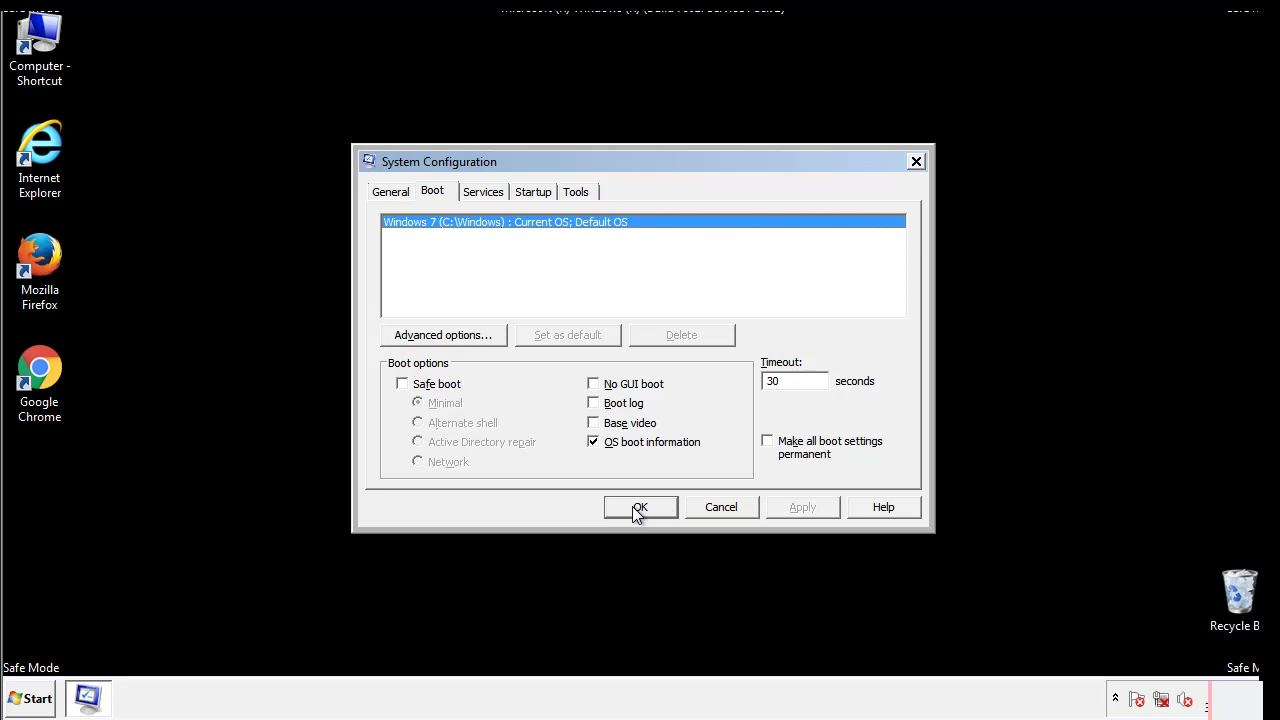 Computer -
Shortcut
Internet
Explorer
Mozilla
Firefox
Google
Chrome
System Configuration
General
Boot
Services
Startup
Tools
Windows 7 (C:\Windows) : Current OS; Default OS
Advanced options...
Set as default
Delete
Boot options
Safe boot
Minimal
Alternate shell
Active Directory repair
Network
No GUI boot
Boot log
Base video
OS boot information
Timeout:
30 seconds
Make all boot settings
permanent
OK
Cancel
Apply
Help
Recycle B
Safe Mode
Safe M
Start